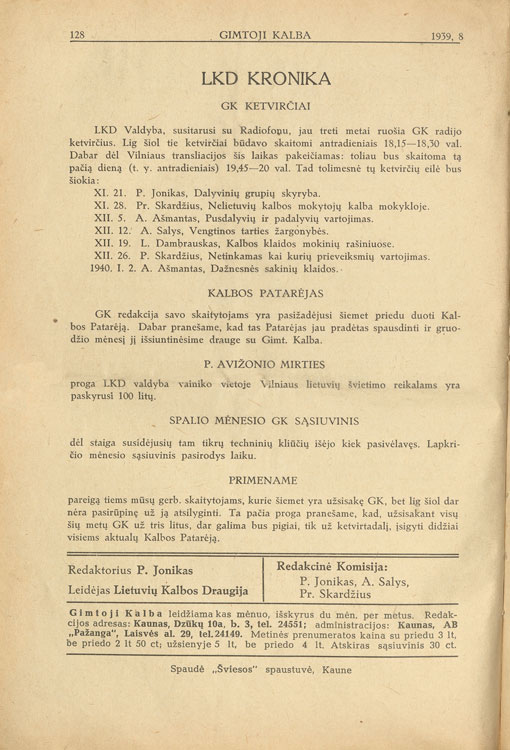 128 GIMTOJI KALBA 1939, 8
LKD KRONIKA
GK KETVIRČIAI
LKD Valdyba, susitarusi su Radiofonu, jau treti metai ruošia GK radijo
ketvirčius. Lig šiol tie ketvirčiai būdavo skaitomi antradieniais 18,15—18,30 val.
Dabar dėl Vilniaus transliacijos šis laikas pakeičiamas: toliau bus skaitoma tą
pačią dieną (t. y. antradieniais) 19,45—20 val. Tad tolimesnė tų ketvirčių eilė bus
šiokia:
XI. 21. P. Jonikas, Dalyvinių grupių skyryba.
XI. 28. Pr. Skardžius, Nelietuvių kalbos mokytojų kalba mokykloje.
XII. 5. A. Ašmantas, Pusdalyvių ir padalyvių vartojimas.
XII. 12. A. Salys, Vengtinos tarties žargonybės.
XII. 19. L. Dambrauskas, Kalbos klaidos mokinių rašiniuose.
XII. 26. P. Skardžius, Netinkamas kai kurių prieveiksmių vartojimas.
1940. I. 2. A. Ašmantas, Dažnesnės sakinių klaidos.
KALBOS PATARĖJAS
GK redakcija savo skaitytojams yra pasižadėjusi šiemet priedu duoti Kal-
bos Patarėją. Dabar pranešame, kad tas Patarėjas jau pradėtas spausdinti ir gruo-
džio mėnesį jį išsiuntinėsime drauge su Gimt. Kalba.
P. AVIŽONIO MIRTIES
proga LKD valdyba vainiko vietoje Vilniaus lietuvių švietimo reikalams yra
paskyrusi 100 litų.
SPALIO MĖNESIO GK SĄSIUVINIS
dėl staiga susidėjusių tam tikrų techninių kliūčių išėjo kiek pasivėlavęs. Lapkri-
čio mėnesio sąsiuvinis pasirodys laiku.
PRIMENAME
pareigą tiems mūsų gerb. skaitytojams, kurie šiemet yra užsisakę GK, bet lig šiol dar
nėra pasirūpinę už ją atsilyginti. Ta pačia proga pranešame, kad, užsisakant visų
šių metų GK už tris litus, dar galima bus pigiai, tik už ketvirtadalį, įsigyti didžiai
visiems aktualų Kalbos Patarėją.
Redaktorius P. Jonikas
Leidėjas Lietuvių Kalbos Draugija
Redakcinė Komisija:
P. Jonikas, A. Salys,
Pr. Skardžius
Gimtoji Kalba leidžiama kas mėnuo, išskyrus du mėn. per metus. Redak-
cijos adresas: Kaunas, Dzūkų 10a, b. 3, tel. 24551; administracijos: Kaunas, AB
„Pažanga", Laisvės al. 29, tel. 24149. Metinės prenumeratos kaina su priedu 3 lt,
be priedo 2 lt 50 ct; užsienyje 5 lt, be priedo 4 lt. Atskiras sąsiuvinis 30 ct.
Spaudė „Šviesos" spaustuvė, Kaune